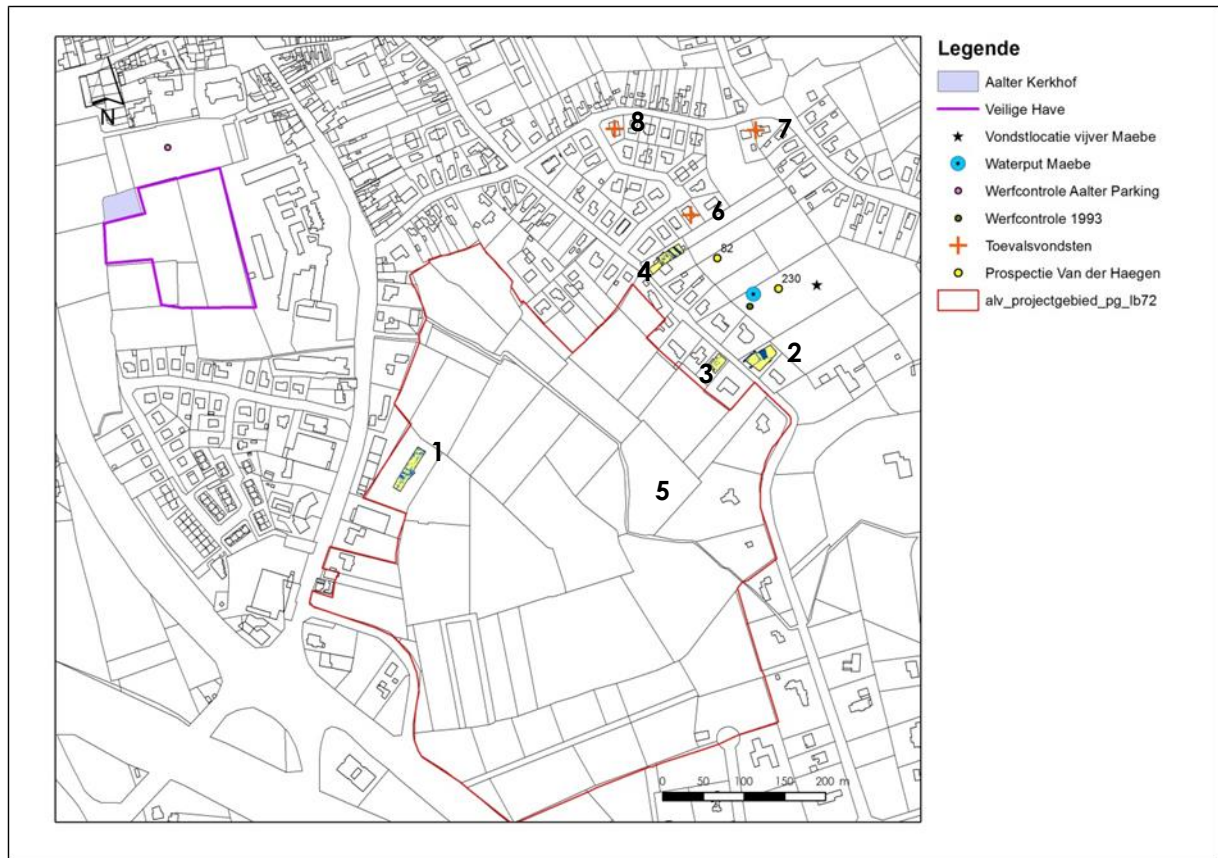 N
8
7
6
82
4
230
2
3
1
5
0 50 100 150 200 m
Legende
Aalter Kerkhof
Veilige Have
Vondstlocatie vijver Maebe
Waterput Maebe
Werfcontrole Aalter Parking
Werfcontrole 1993
Toevalsvondsten
Prospectie Van der Haegen
alv_projectgebied_pg_lb72